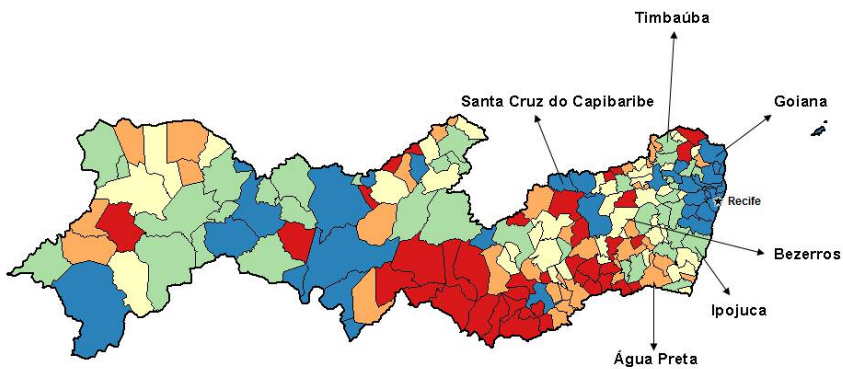 Timbaúba
Santa Cruz do Capibaribe
Goiana
Recife
Bezerros
Ipojuca
Água Preta